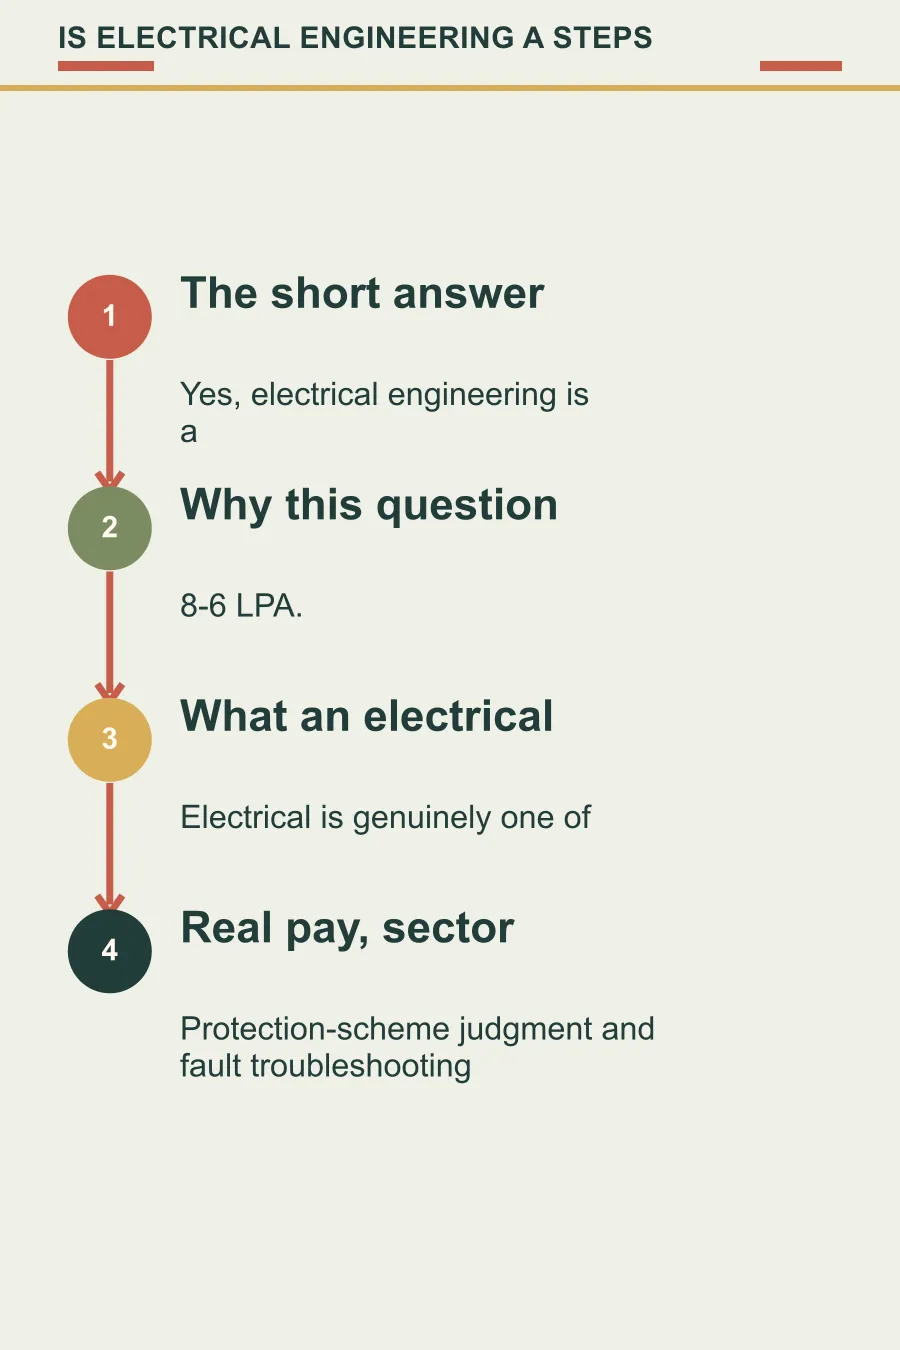 IS ELECTRICAL ENGINEERING A STEPS
1
The short answer
Yes, electrical engineering is
a
2
Why this question
8-6 LPA.
3
What an electrical
Electrical is genuinely one of
4
Real pay, sector
Protection-scheme judgment and
fault troubleshooting